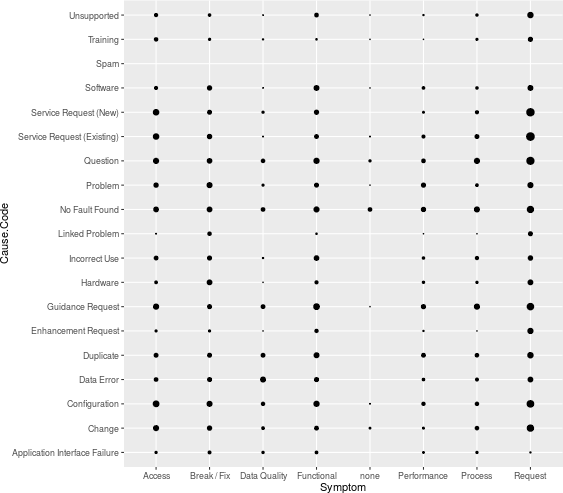 Cause.Code
Unsupported
Training
Spam
Software
Service Request (New)
Service Request (Existing)
Question
Problem
No Fault Found
Linked Problem
Incorrect Use
Hardware
Guidance Request
Enhancement Request
Duplicate
Data Error
Configuration
Change
Application Interface Failure
Access Break / Fix Data Quality Functional none Performance Process Request
Symptom